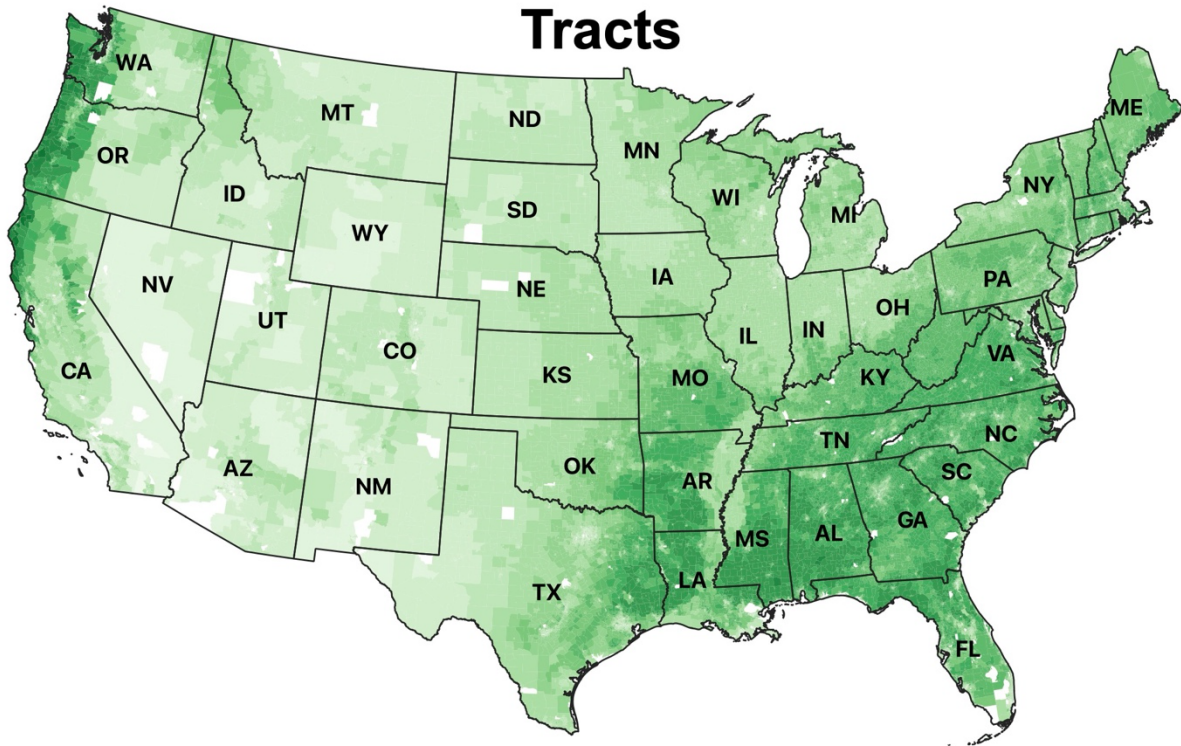 Tracts
WA
MT
ND
MN
ME
OR
ID
WY
SD
WI
MI
NY
NV
UT
CO
NE
IA
IL
IN
OH
PA
CA
KS
MO
KY
VA
AZ
NM
OK
AR
TN
NC
SC
TX
LA
MS
AL
GA
FL